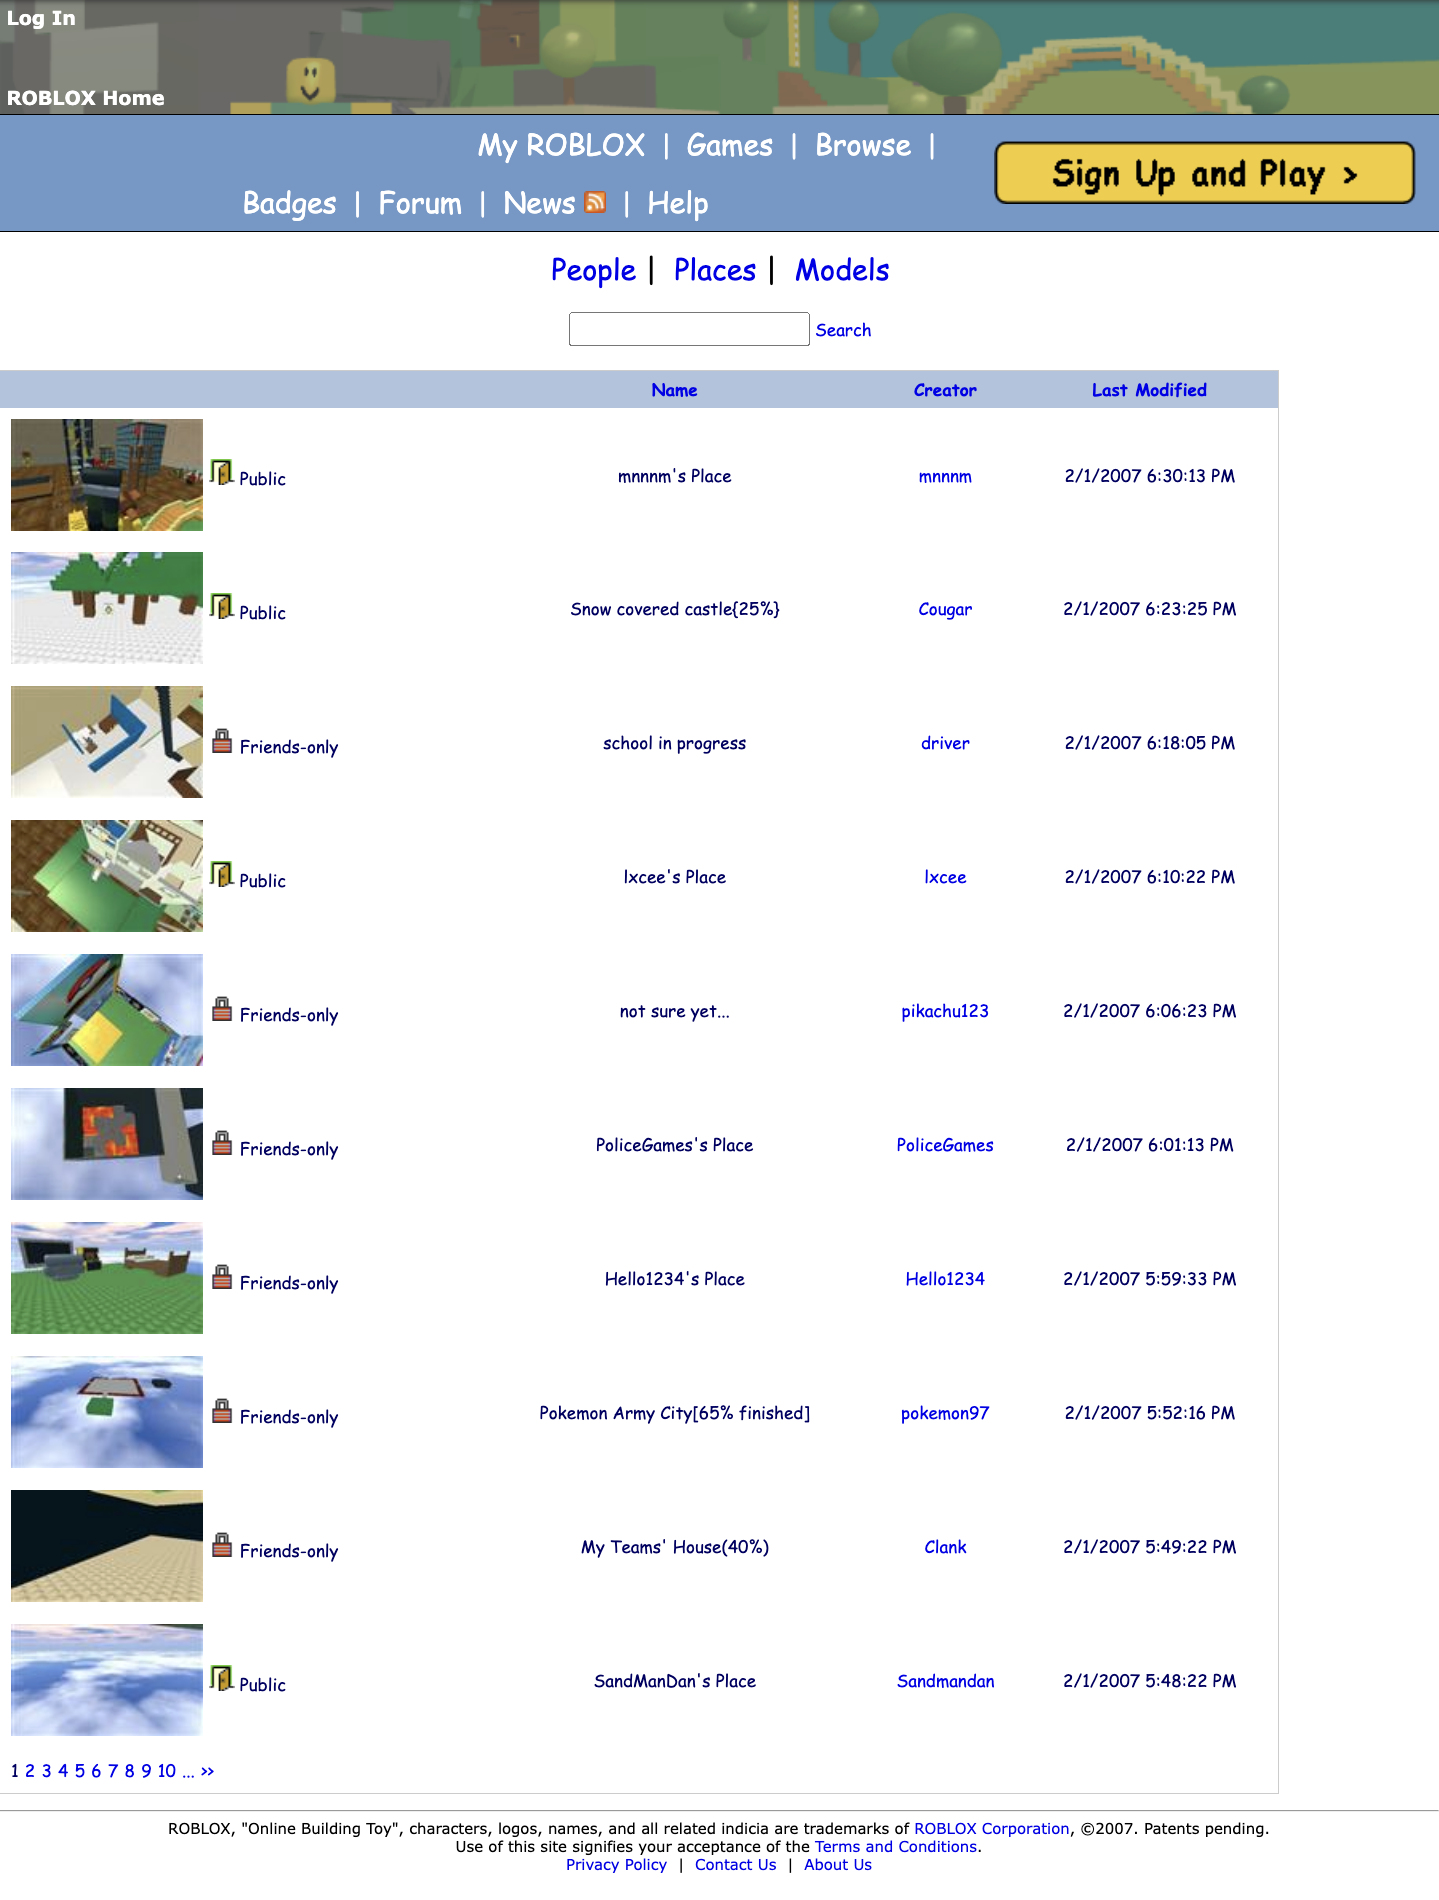 Log In
ROBLOX Home
My ROBLOX | Games | Browse |
Badges | Forum | News | Help
Sign Up and Play >
People | Places | Models
Search
Name Creator Last Modified
Public mnnnm's Place mnnnm 2/1/2007 6:30:13 PM
Public Snow covered castle{25%} Cougar 2/1/2007 6:23:25 PM
Friends-only school in progress driver 2/1/2007 6:18:05 PM
Public lxcee's Place lxcee 2/1/2007 6:10:22 PM
Friends-only not sure yet... pikachu123 2/1/2007 6:06:23 PM
Friends-only PoliceGames's Place PoliceGames 2/1/2007 6:01:13 PM
Friends-only Hello1234's Place Hello1234 2/1/2007 5:59:33 PM
Friends-only Pokemon Army City[65% finished] pokemon97 2/1/2007 5:52:16 PM
Friends-only My Teams' House(40%) Clank 2/1/2007 5:49:22 PM
Public SandManDan's Place Sandmandan 2/1/2007 5:48:22 PM
1 2 3 4 5 6 7 8 9 10 ... >>
ROBLOX, "Online Building Toy", characters, logos, names, and all related indicia are trademarks of ROBLOX Corporation, ©2007. Patents pending.
Use of this site signifies your acceptance of the Terms and Conditions.
Privacy Policy | Contact Us | About Us